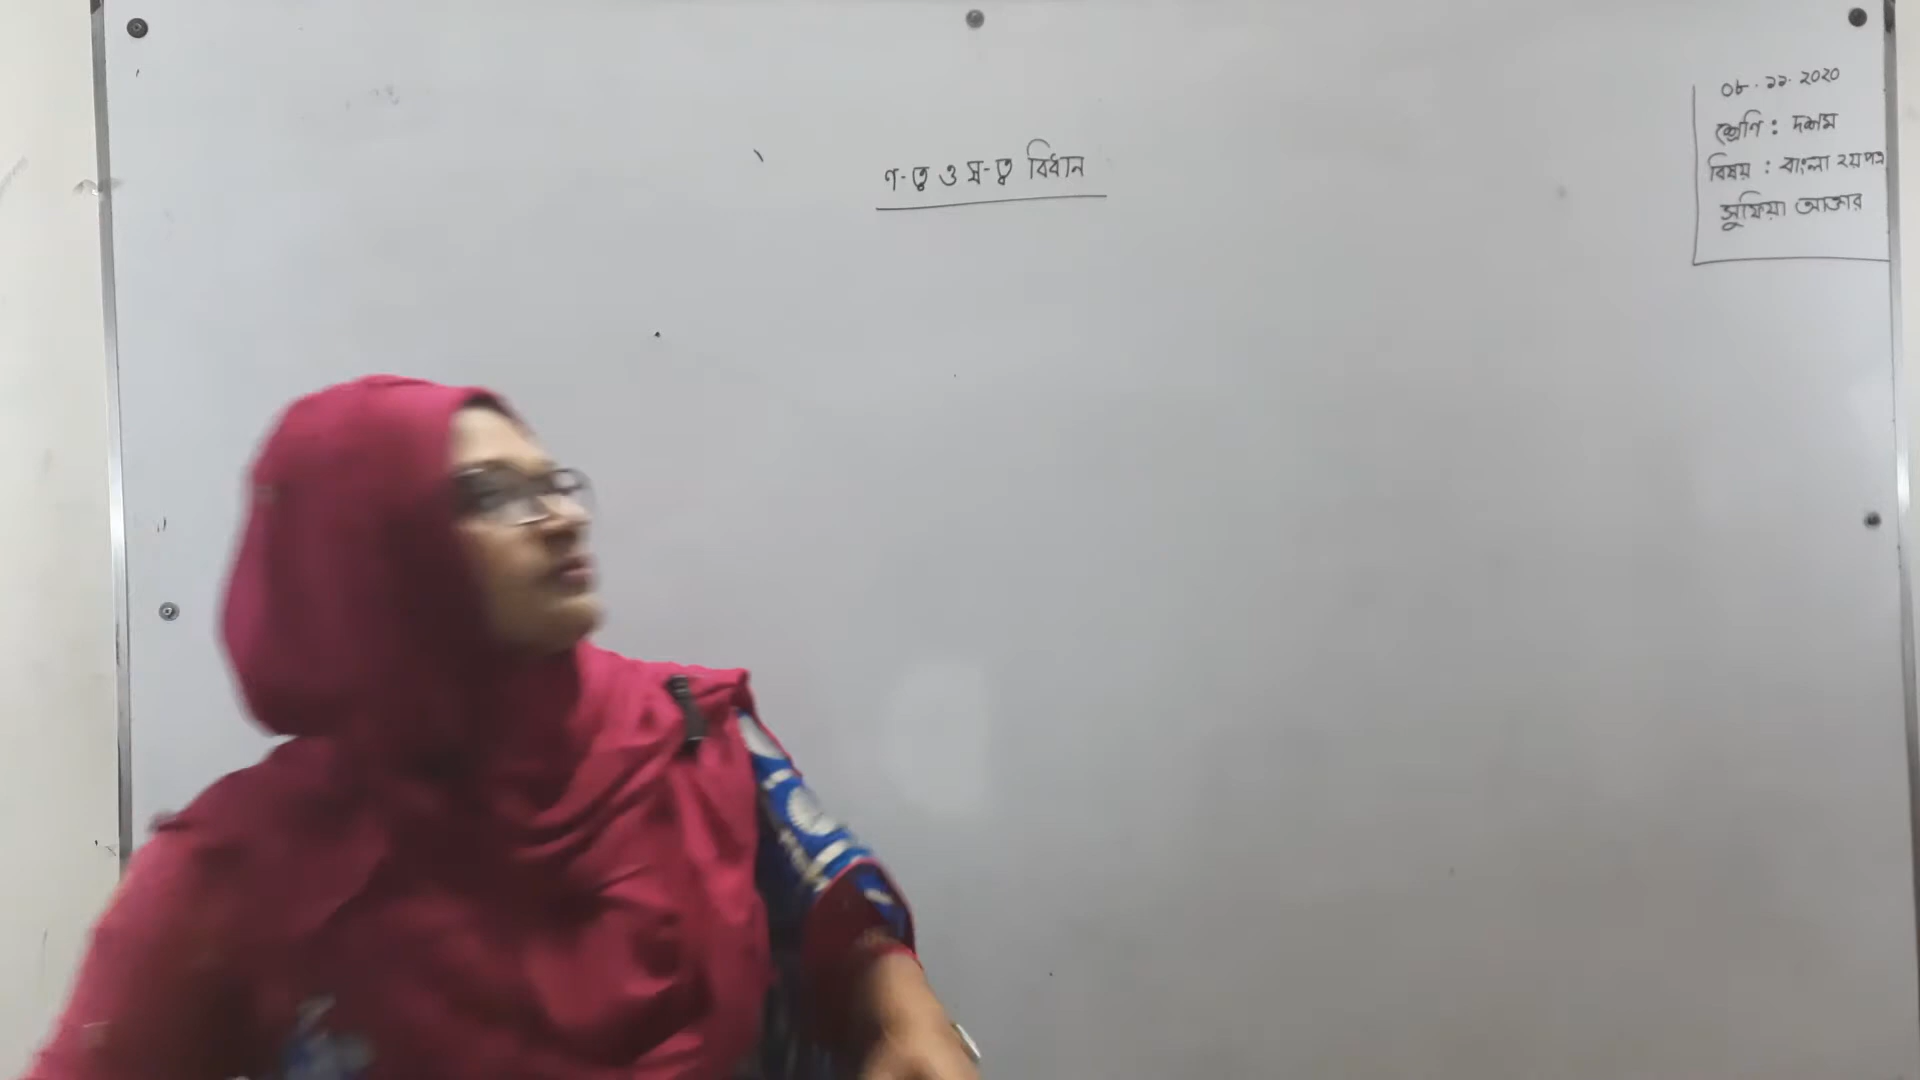 ণ-ত্ব ও ষ-ত্ব বিধান
০৮.১১.২০২০
শ্রেণি : দশম
বিষয় : বাংলা ২য়পত্র
সুফিয়া আক্তার